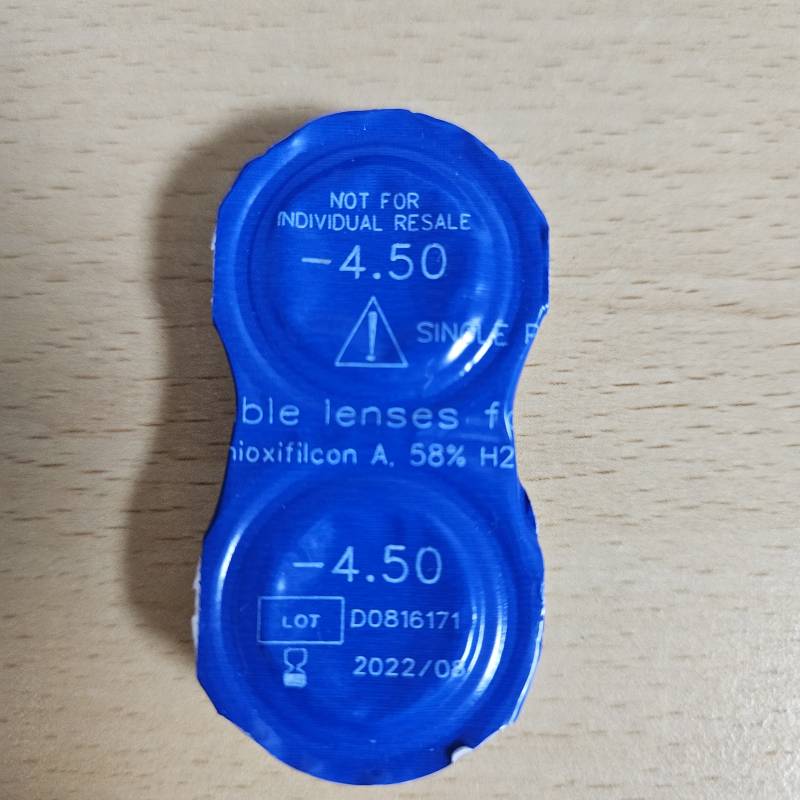 NOT FOR
INDIVIDUAL RESALE
-4.50
SINGLE
ble lenses
nioxifilcon A, 58% H2
-4.50
LOT D0816171
2022/08